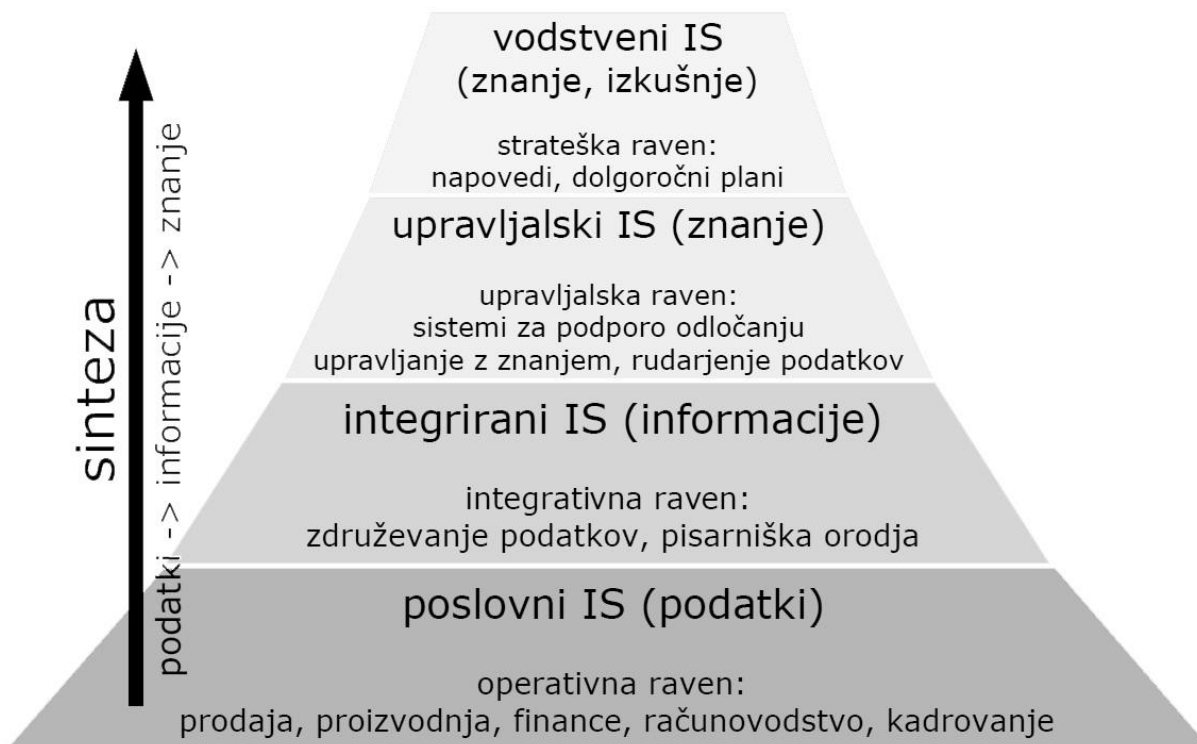 vodstveni IS
(znanje, izkušnje)
strateška raven:
napovedi, dolgoročni plani
upravljalski IS (znanje)
upravljalska raven:
sistemi za podporo odločanju
upravljanje z znanjem, rudarjenje podatkov
integrirani IS (informacije)
integrativna raven:
združevanje podatkov, pisarniška orodja
poslovni IS (podatki)
operativna raven:
prodaja, proizvodnja, finance, računovodstvo, kadrovanje
sinteza
podatki -> informacije -> znanje